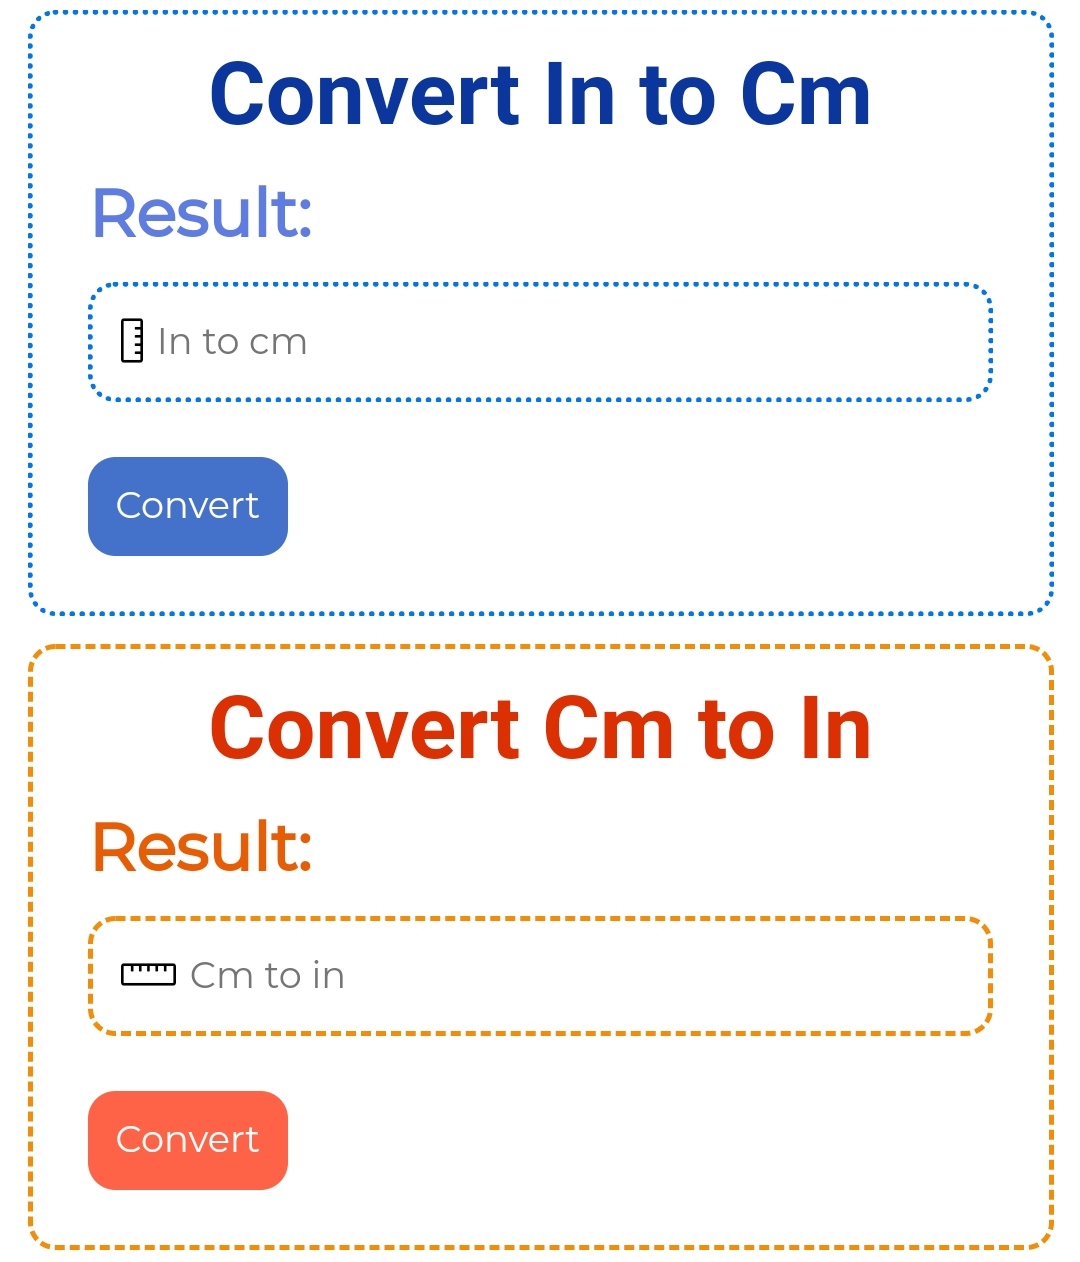 Convert In to Cm
Result:
In to cm
Convert
Convert Cm to In
Result:
Cm to in
Convert